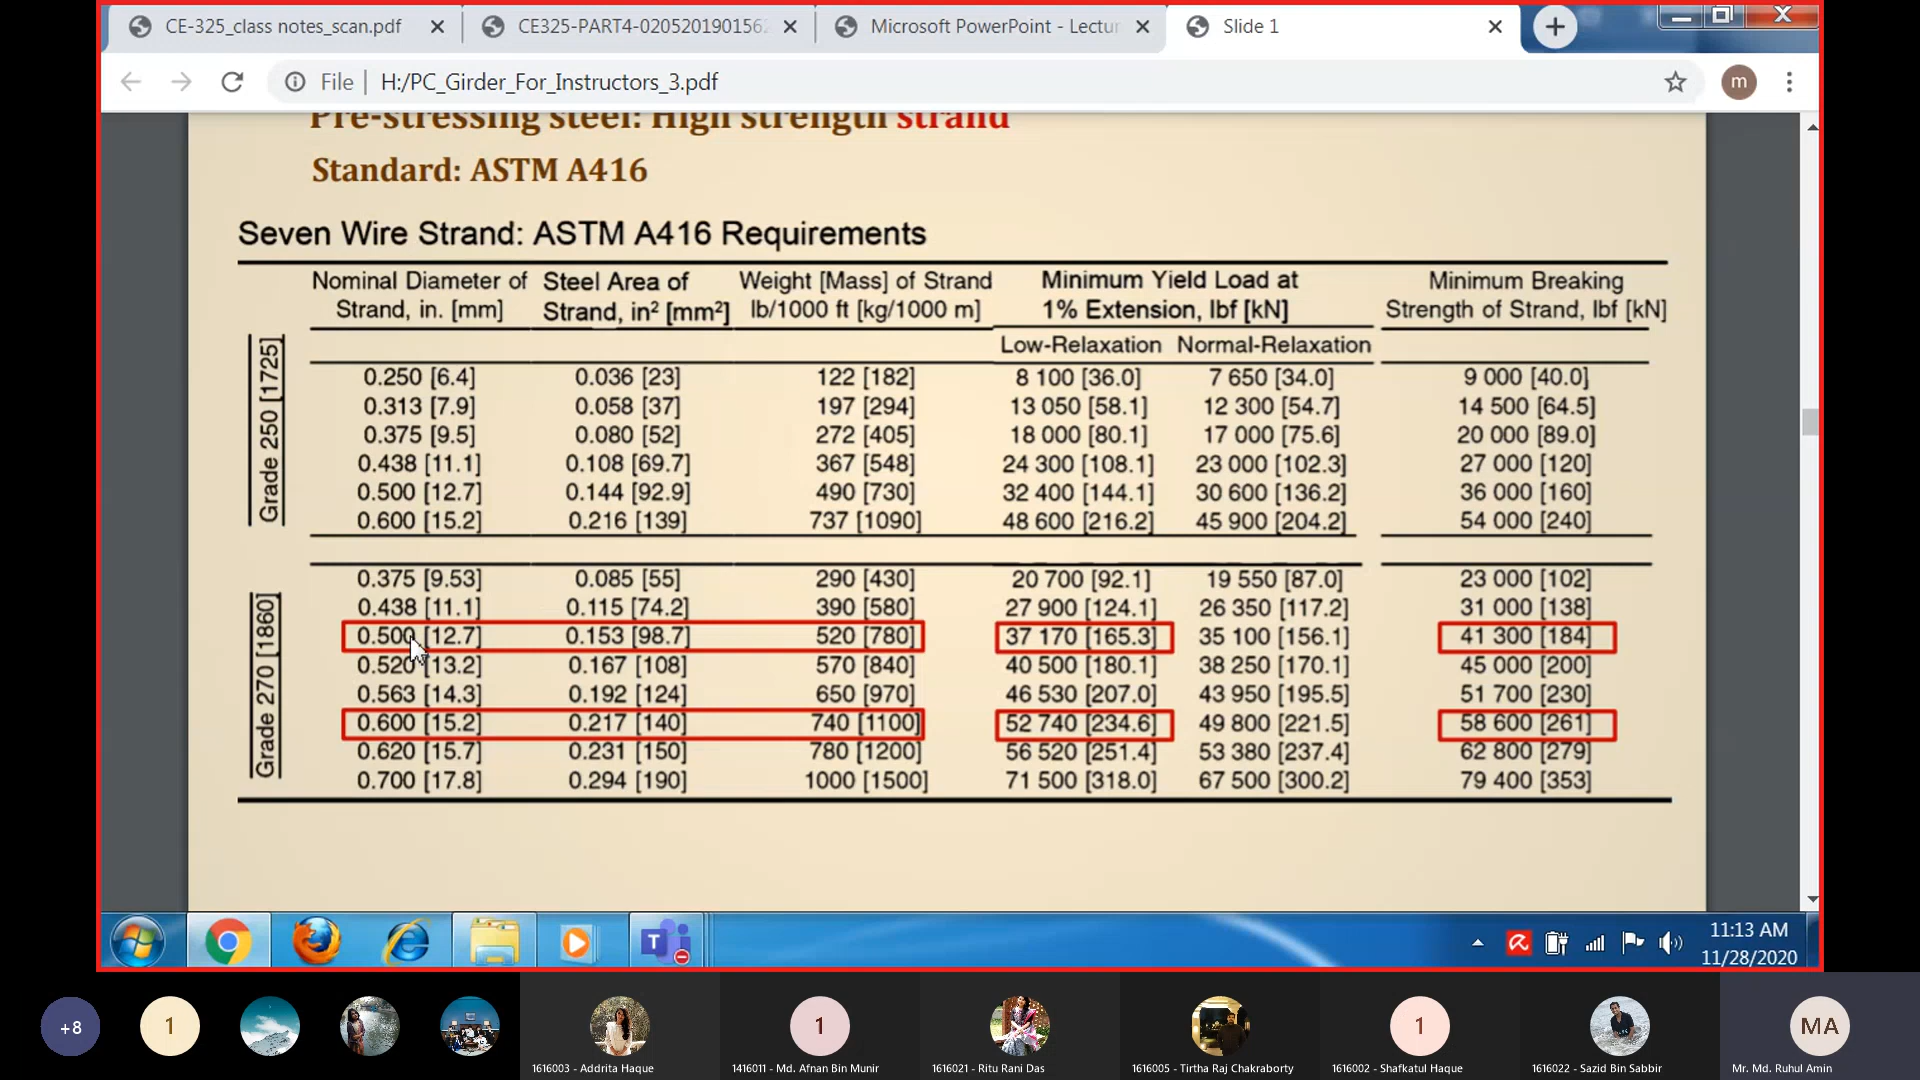 CE-325_class notes_scan.pdf
CE325-PART4-020520190156
Microsoft PowerPoint - Lectur
Slide 1
File | H:/PC_Girder_For_Instructors_3.pdf
m
Pre-stressing steel: High strength strand
Standard: ASTM A416
Seven Wire Strand: ASTM A416 Requirements
Nominal Diameter of Steel Area of Weight [Mass] of Strand Minimum Yield Load at Minimum Breaking
Strand, in. [mm] Strand, in² [mm²] lb/1000 ft [kg/1000 m] 1% Extension, lbf [kN] Strength of Strand, lbf [kN]
Low-Relaxation Normal-Relaxation
Grade 250 [1725]
0.250 [6.4] 0.036 [23] 122 [182] 8 100 [36.0] 7 650 [34.0] 9 000 [40.0]
0.313 [7.9] 0.058 [37] 197 [294] 13 050 [58.1] 12 300 [54.7] 14 500 [64.5]
0.375 [9.5] 0.080 [52] 272 [405] 18 000 [80.1] 17 000 [75.6] 20 000 [89.0]
0.438 [11.1] 0.108 [69.7] 367 [548] 24 300 [108.1] 23 000 [102.3] 27 000 [120]
0.500 [12.7] 0.144 [92.9] 490 [730] 32 400 [144.1] 30 600 [136.2] 36 000 [160]
0.600 [15.2] 0.216 [139] 737 [1090] 48 600 [216.2] 45 900 [204.2] 54 000 [240]
Grade 270 [1860]
0.375 [9.53] 0.085 [55] 290 [430] 20 700 [92.1] 19 550 [87.0] 23 000 [102]
0.438 [11.1] 0.115 [74.2] 390 [580] 27 900 [124.1] 26 350 [117.2] 31 000 [138]
0.500 [12.7] 0.153 [98.7] 520 [780] 37 170 [165.3] 35 100 [156.1] 41 300 [184]
0.520 [13.2] 0.167 [108] 570 [840] 40 500 [180.1] 38 250 [170.1] 45 000 [200]
0.563 [14.3] 0.192 [124] 650 [970] 46 530 [207.0] 43 950 [195.5] 51 700 [230]
0.600 [15.2] 0.217 [140] 740 [1100] 52 740 [234.6] 49 800 [221.5] 58 600 [261]
0.620 [15.7] 0.231 [150] 780 [1200] 56 520 [251.4] 53 380 [237.4] 62 800 [279]
0.700 [17.8] 0.294 [190] 1000 [1500] 71 500 [318.0] 67 500 [300.2] 79 400 [353]
T
11:13 AM
11/28/2020
+8
1
1
1
MA
1616003 - Addrita Haque
1416011 - Md. Afnan Bin Munir
1616021 - Ritu Rani Das
1616005 - Tirtha Raj Chakraborty
1616002 - Shafkatul Haque
1616022 - Sazid Bin Sabbir
Mr. Md. Ruhul Amin